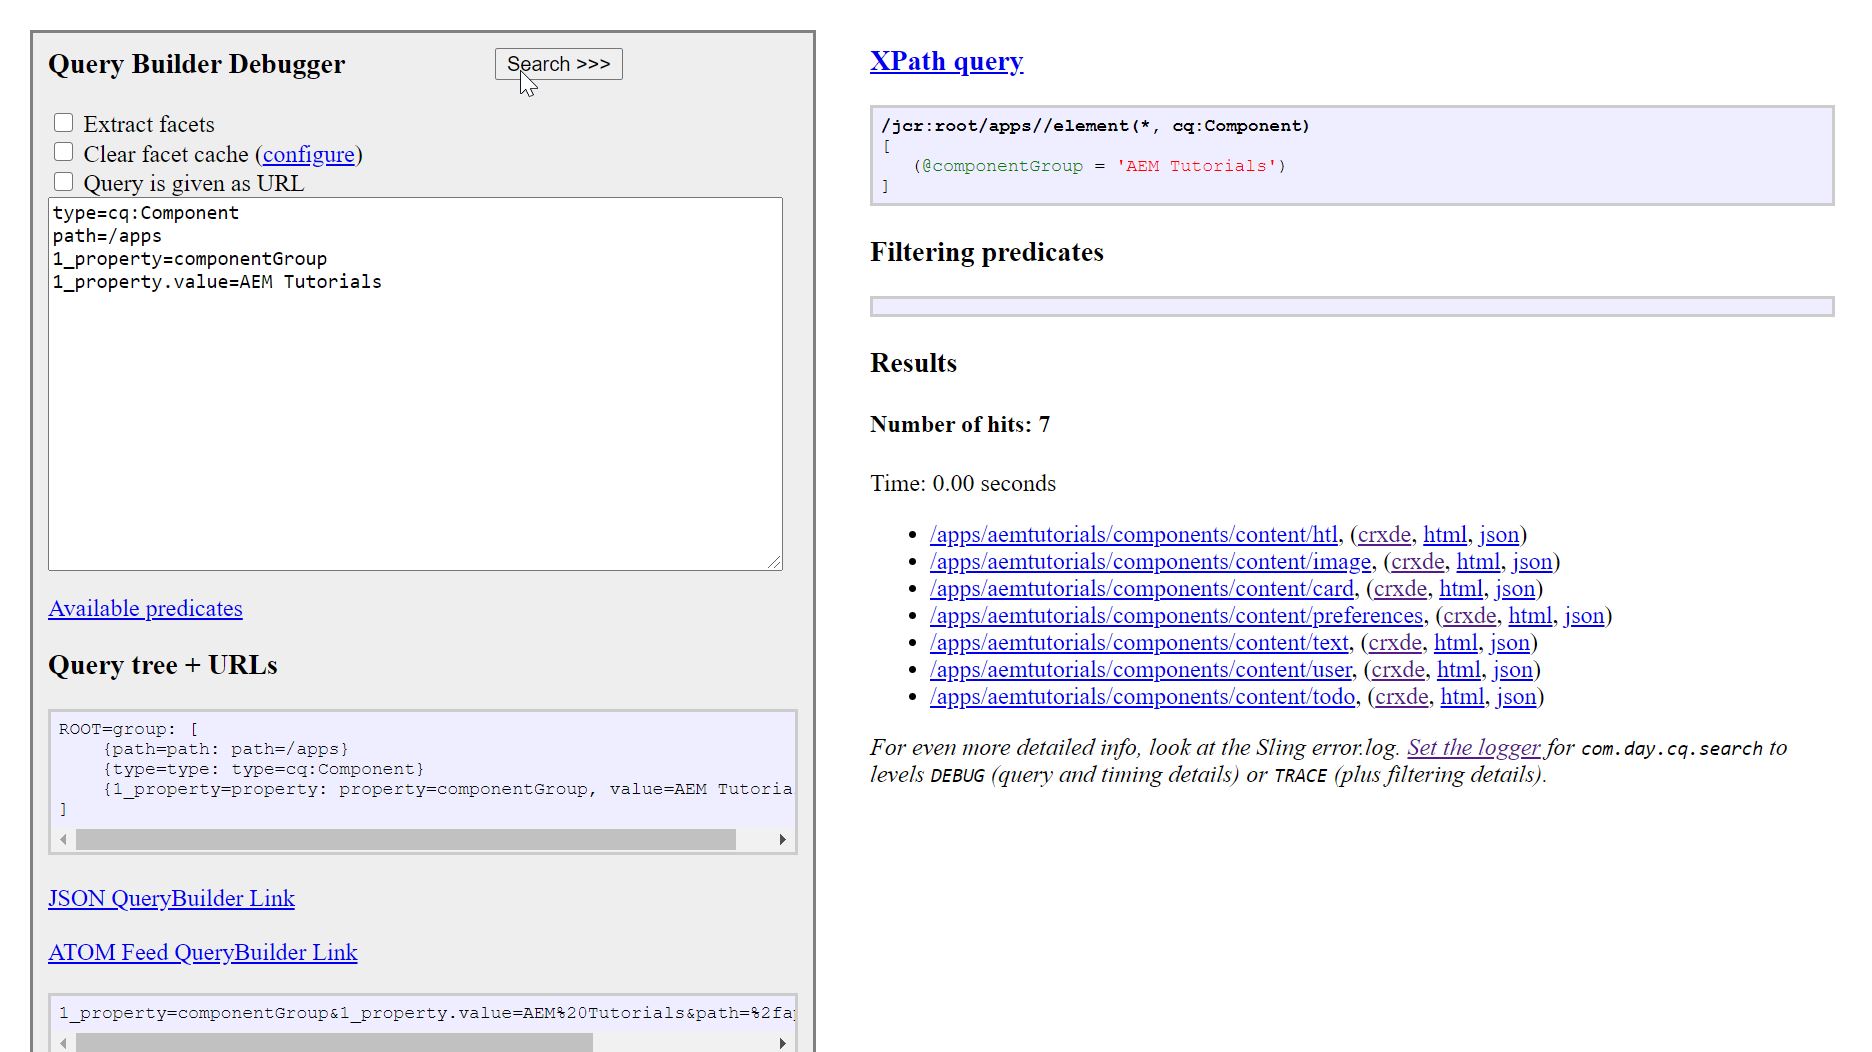 Query Builder Debugger
Search >>>
Extract facets
Clear facet cache (configure)
Query is given as URL
type=cq:Component
path=/apps
1_property=componentGroup
1_property.value=AEM Tutorials
Available predicates
Query tree + URLs
ROOT=group: [
    {path=path: path=/apps}
    {type=type: type=cq:Component}
    {1_property=property: property=componentGroup, value=AEM Tutoria
]
JSON QueryBuilder Link
ATOM Feed QueryBuilder Link
1_property=componentGroup&1_property.value=AEM%20Tutorials&path=%2fap
XPath query
/jcr:root/apps//element(*, cq:Component)
[
   (@componentGroup = 'AEM Tutorials')
]
Filtering predicates
Results
Number of hits: 7
Time: 0.00 seconds
• /apps/aemtutorials/components/content/htl, (crxde, html, json)
• /apps/aemtutorials/components/content/image, (crxde, html, json)
• /apps/aemtutorials/components/content/card, (crxde, html, json)
• /apps/aemtutorials/components/content/preferences, (crxde, html, json)
• /apps/aemtutorials/components/content/text, (crxde, html, json)
• /apps/aemtutorials/components/content/user, (crxde, html, json)
• /apps/aemtutorials/components/content/todo, (crxde, html, json)
For even more detailed info, look at the Sling error.log. Set the logger for com.day.cq.search to
levels DEBUG (query and timing details) or TRACE (plus filtering details).